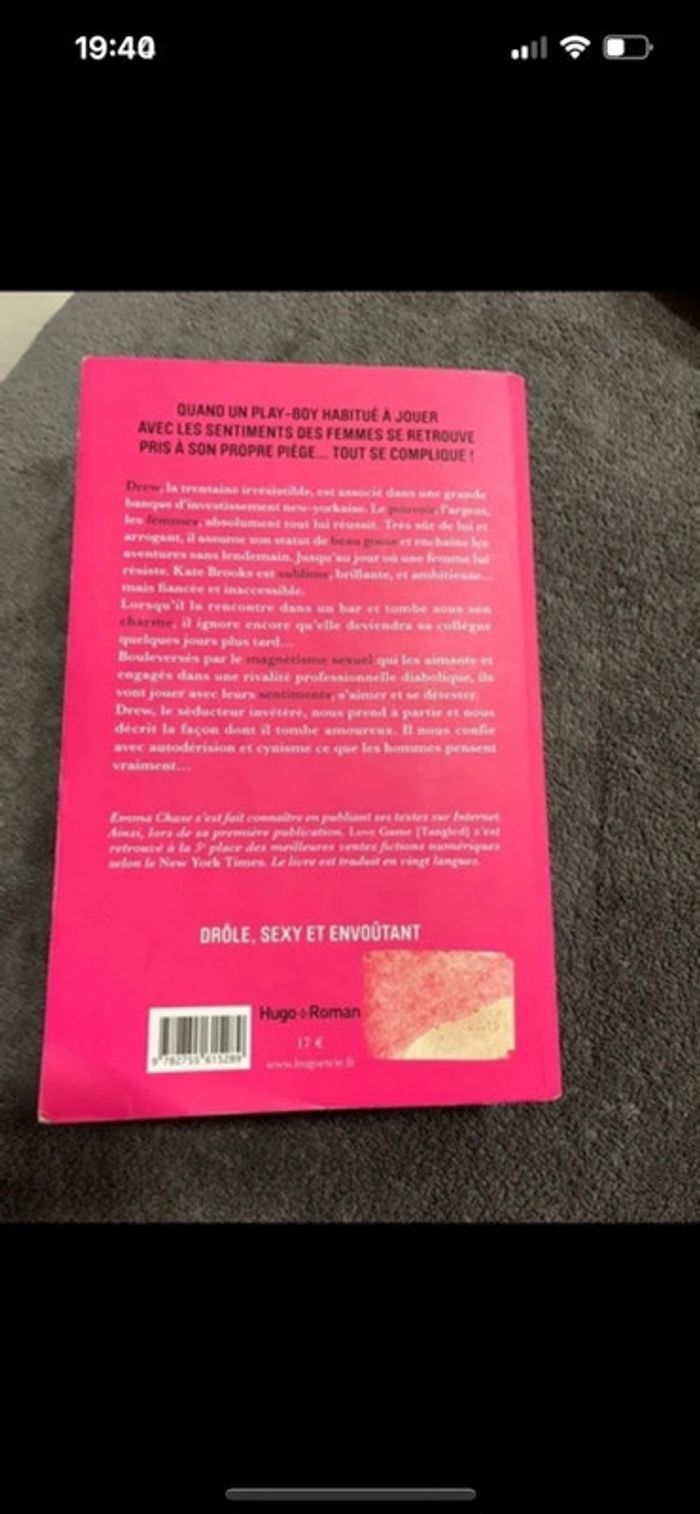 19:40
QUAND UN PLAY-BOY HABITUÉ À JOUER
AVEC LES SENTIMENTS DES FEMMES SE RETROUVE
PRIS À SON PROPRE PIÈGE... TOUT SE COMPLIQUE !
Drew, la trentaine irrésistible, est associé dans une grande
banque d'investissement new-yorkaise. Le pouvoir, l'argent,
les femmes, absolument tout lui réussit. Très sûr de lui et
arrogant, il assume son statut de beau gosse et enchaîne les
aventures sans lendemain. Jusqu'au jour où une femme lui
résiste. Kate Brooks est sublime, brillante, et ambitieuse...
mais fiancée et inaccessible.
Lorsqu'il la rencontre dans un bar et tombe sous son
charme, il ignore encore qu'elle deviendra sa collègue
quelques jours plus tard...
Bouleversés par le magnétisme sexuel qui les aimante et
engagés dans une rivalité professionnelle diabolique, ils
vont jouer avec leurs sentiments, s'aimer et se détester.
Drew, le séducteur invétéré, nous prend à partie et nous
décrit la façon dont il tombe amoureux. Il nous confie
avec autodérision et cynisme ce que les hommes pensent
vraiment...
Emma Chase s'est fait connaître en publiant ses textes sur Internet.
Ainsi, lors de sa première publication, Love Game [Tangled] s'est
retrouvé à la 5e place des meilleures ventes fictions numériques
selon le New York Times. Le livre est traduit en vingt langues.
DRÔLE, SEXY ET ENVOÛTANT
Hugo Roman
17 €
www.hugoetcie.fr
9 782755 615289